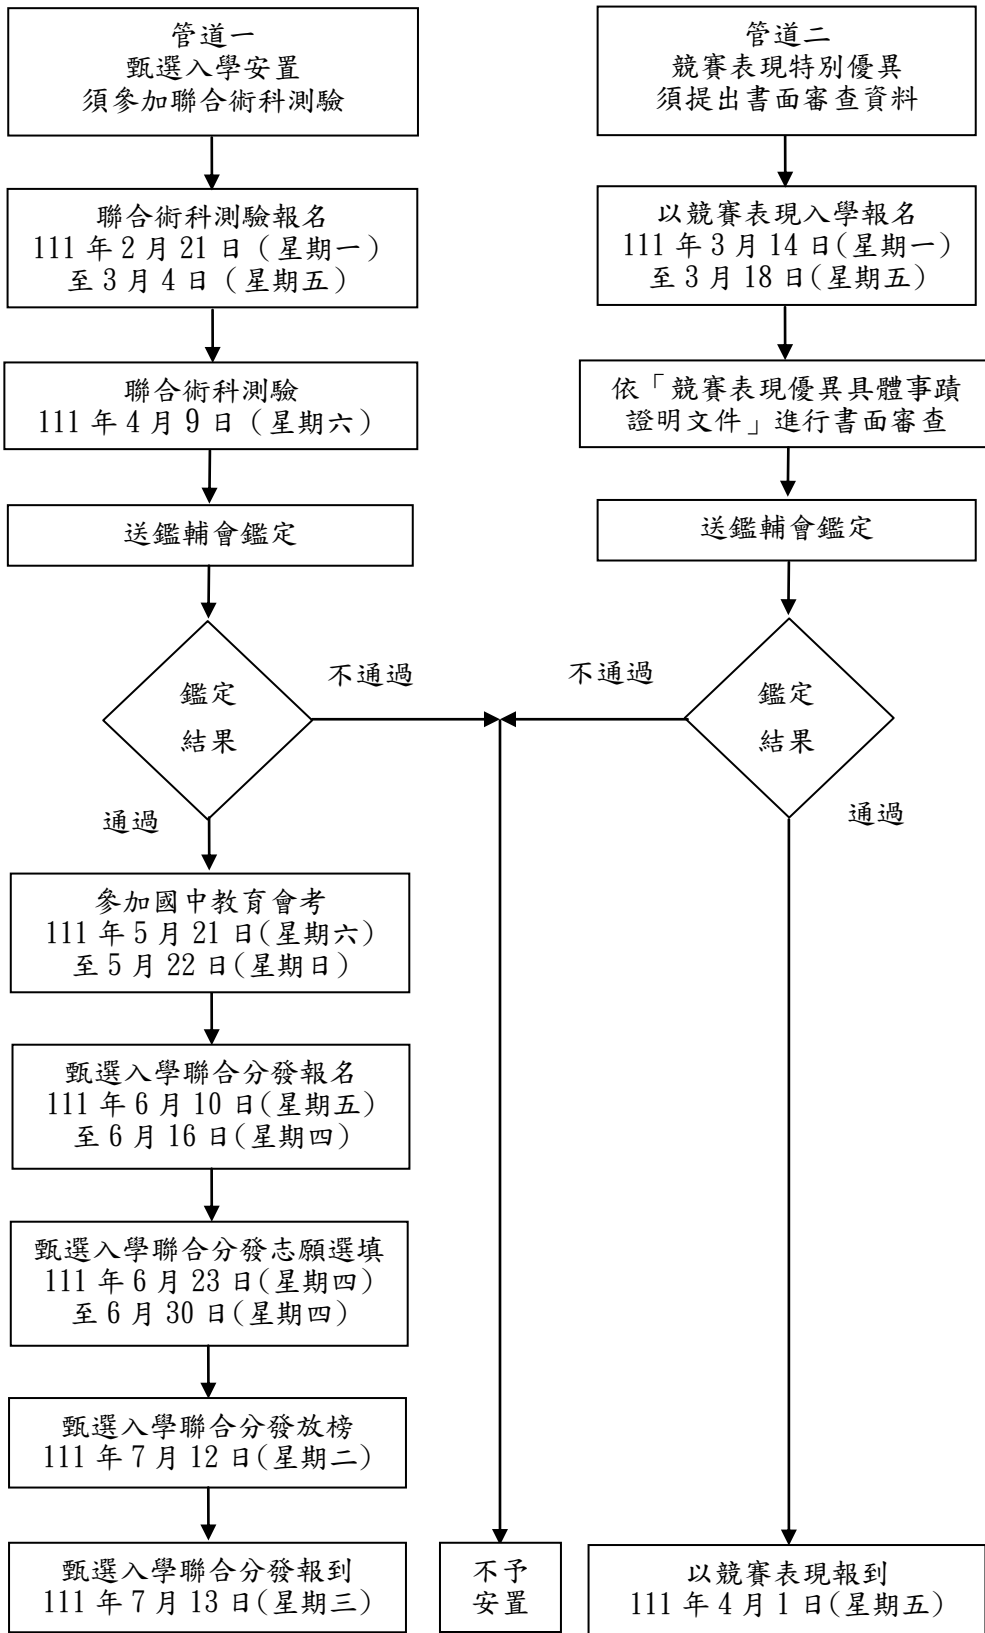 管道一
甄選入學安置
須參加聯合術科測驗
聯合術科測驗報名
111 年 2 月 21 日（星期一）
至 3 月 4 日（星期五）
聯合術科測驗
111 年 4 月 9 日（星期六）
送鑑輔會鑑定
鑑定
結果
不通過
通過
參加國中教育會考
111 年 5 月 21 日(星期六)
至 5 月 22 日(星期日)
甄選入學聯合分發報名
111 年 6 月 10 日(星期五)
至 6 月 16 日(星期四)
甄選入學聯合分發志願選填
111 年 6 月 23 日(星期四)
至 6 月 30 日(星期四)
甄選入學聯合分發放榜
111 年 7 月 12 日(星期二)
甄選入學聯合分發報到
111 年 7 月 13 日(星期三)
管道二
競賽表現特別優異
須提出書面審查資料
以競賽表現入學報名
111 年 3 月 14 日(星期一)
至 3 月 18 日(星期五)
依「競賽表現優異具體事蹟
證明文件」進行書面審查
送鑑輔會鑑定
鑑定
結果
不通過
通過
不予
安置
以競賽表現報到
111 年 4 月 1 日(星期五)